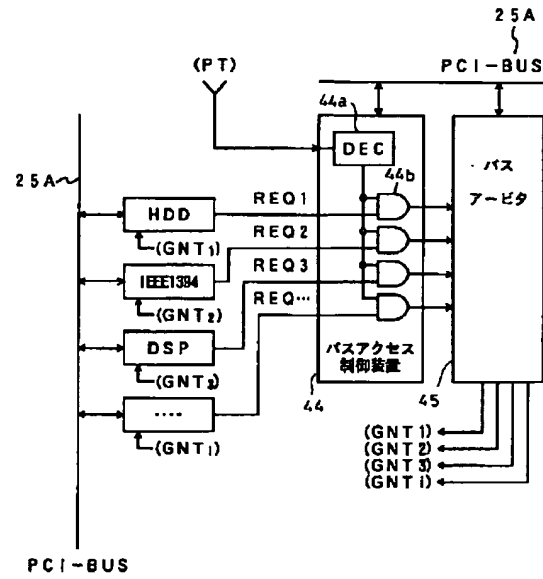 25A
PCI-BUS
(PT)
44a
DEC
44b
バス
アービタ
25A
HDD
REQ1
(GNT1)
REQ2
IEEE1394
(GNT2)
REQ3
DSP
(GNT3)
REQ…
....
(GNTi)
バスアクセス
制御装置
44
45
(GNT1)
(GNT2)
(GNT3)
(GNTi)
PCI-BUS